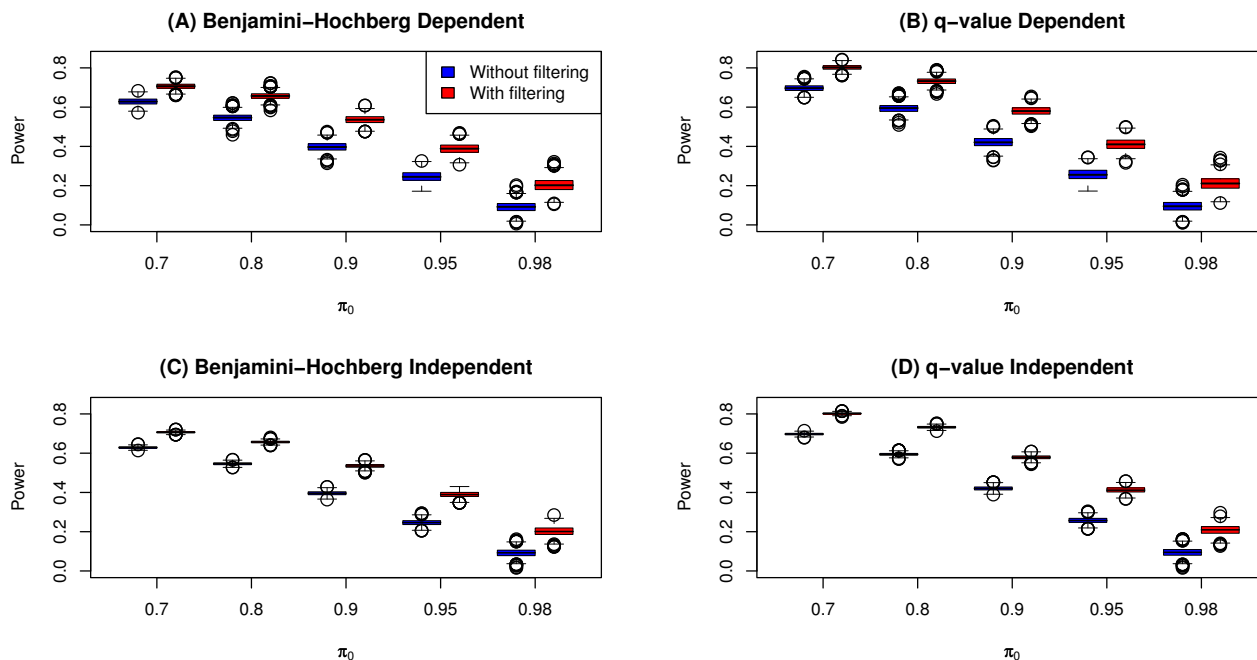 (A) Benjamini−Hochberg Dependent
Power
0.0 0.2 0.4 0.6 0.8
Without filtering
With filtering
0.7 0.8 0.9 0.95 0.98
π0
(B) q−value Dependent
Power
0.0 0.2 0.4 0.6 0.8
0.7 0.8 0.9 0.95 0.98
π0
(C) Benjamini−Hochberg Independent
Power
0.0 0.2 0.4 0.6 0.8
0.7 0.8 0.9 0.95 0.98
π0
(D) q−value Independent
Power
0.0 0.2 0.4 0.6 0.8
0.7 0.8 0.9 0.95 0.98
π0